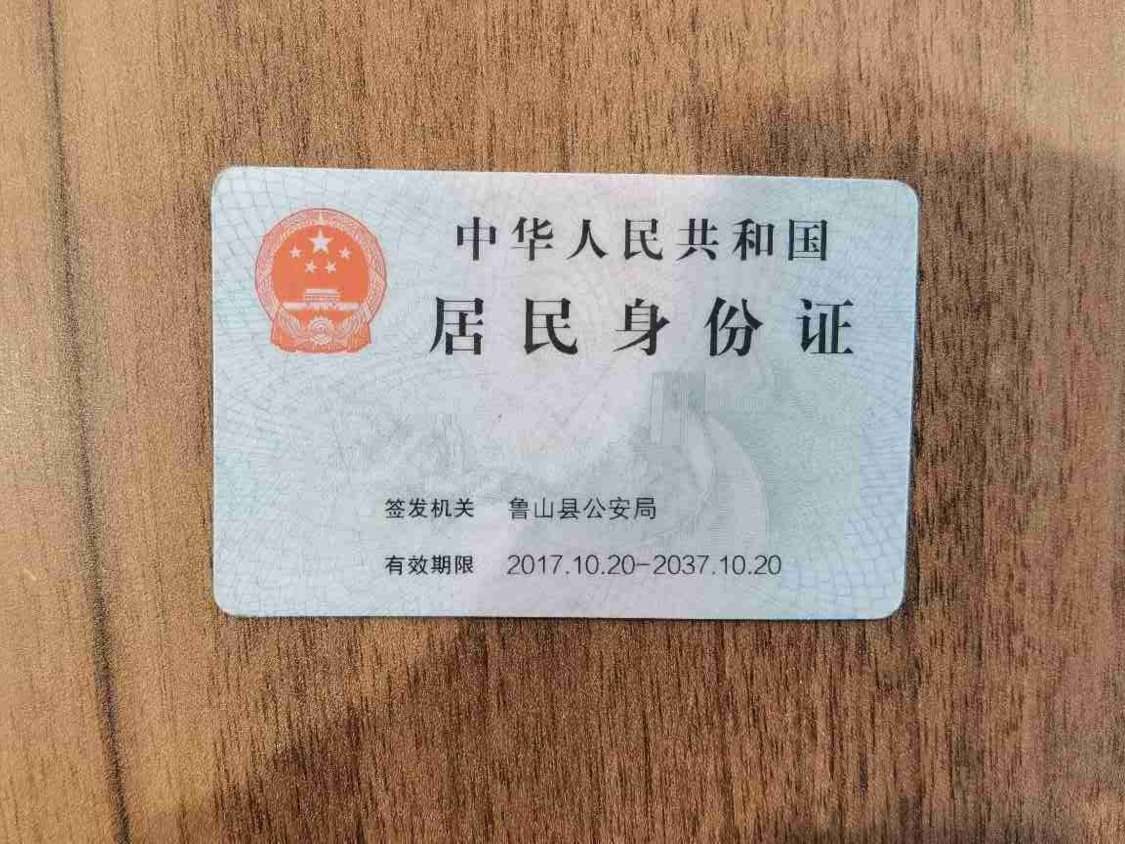 中华人民共和国
居民身份证
签发机关 鲁山县公安局
有效期限 2017.10.20-2037.10.20